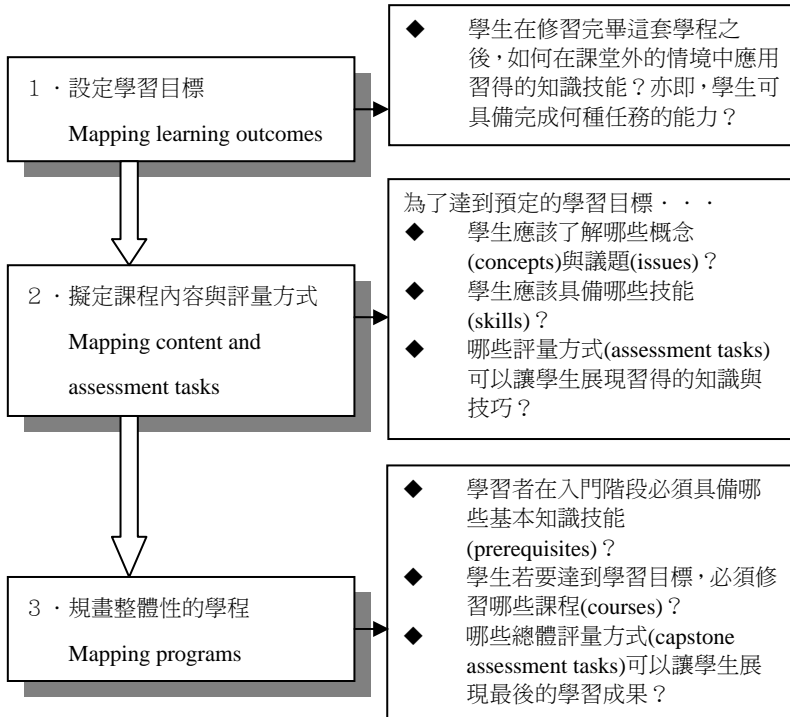 １．設定學習目標
Mapping learning outcomes
◆ 學生在修習完畢這套學程之
後，如何在課堂外的情境中應用
習得的知識技能？亦即，學生可
具備完成何種任務的能力？
２．擬定課程內容與評量方式
Mapping content and
assessment tasks
為了達到預定的學習目標．．．
◆ 學生應該了解哪些概念
(concepts)與議題(issues)？
◆ 學生應該具備哪些技能
(skills)？
◆ 哪些評量方式(assessment tasks)
可以讓學生展現習得的知識與
技巧？
３．規畫整體性的學程
Mapping programs
◆ 學習者在入門階段必須具備哪
些基本知識技能
(prerequisites)？
◆ 學生若要達到學習目標，必須修
習哪些課程(courses)？
◆ 哪些總體評量方式(capstone
assessment tasks)可以讓學生展
現最後的學習成果？